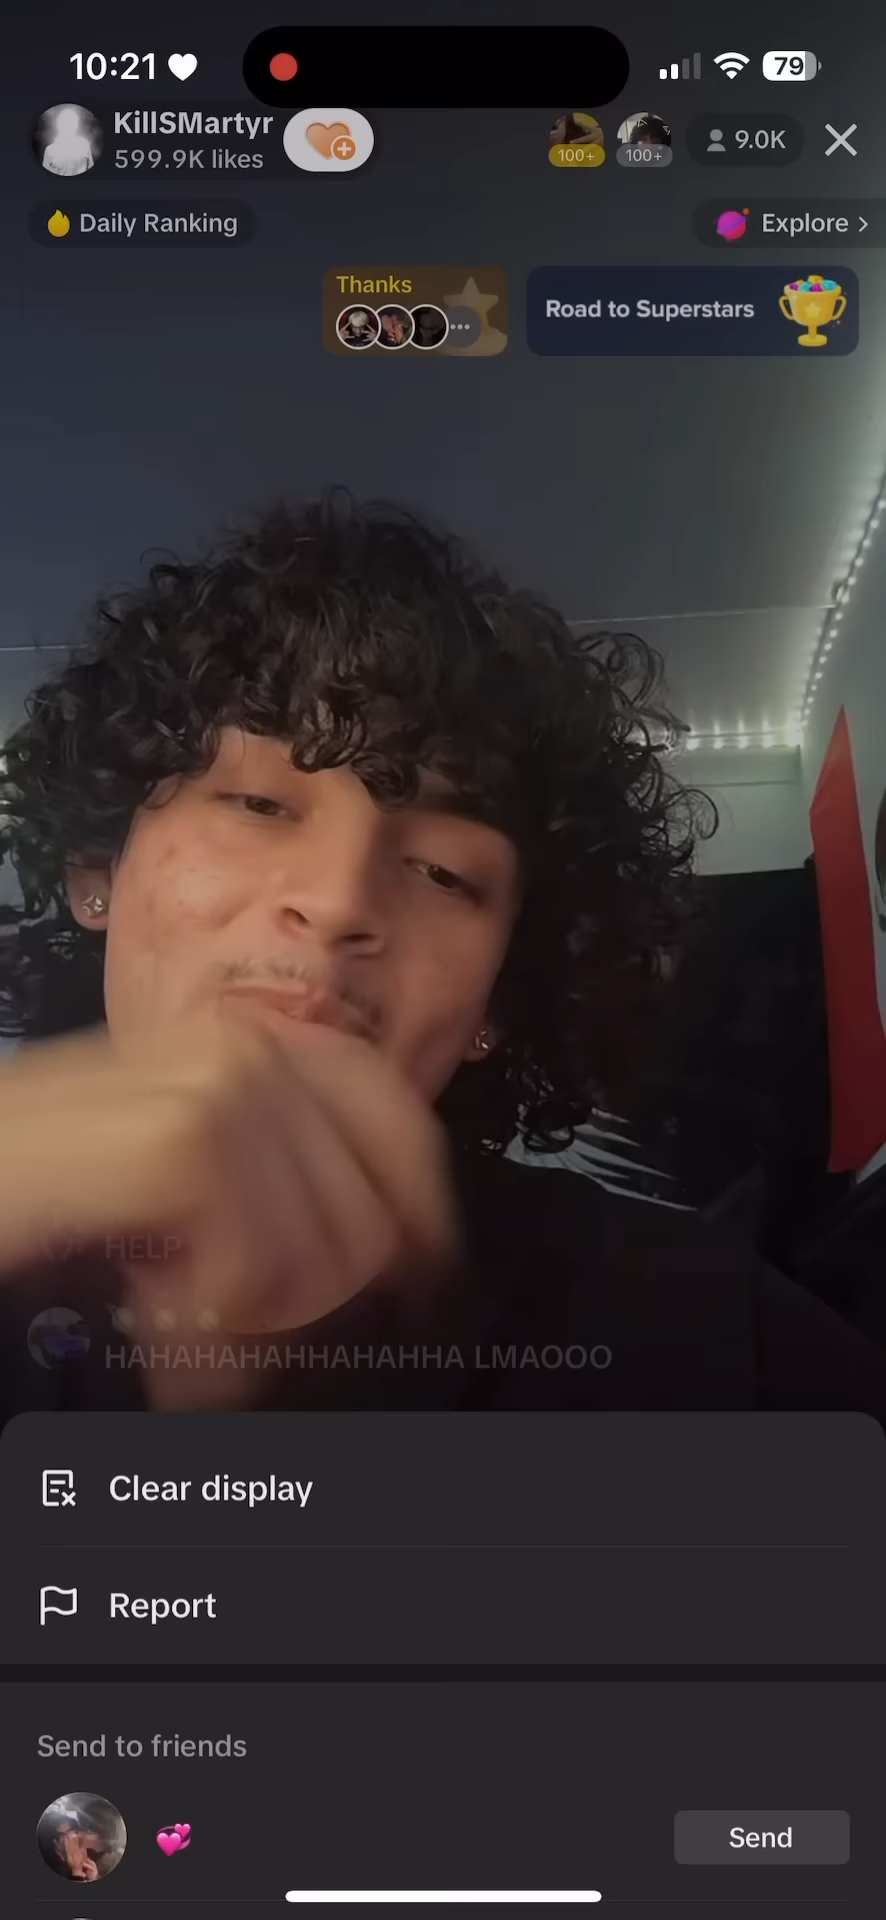 10:21
79
KillSMartyr
599.9K likes
100+
100+
9.0K
Daily Ranking
Explore
Thanks
Road to Superstars
HELP
HAHAHAHAHHAHAHHA LMAOOO
Clear display
Report
Send to friends
Send